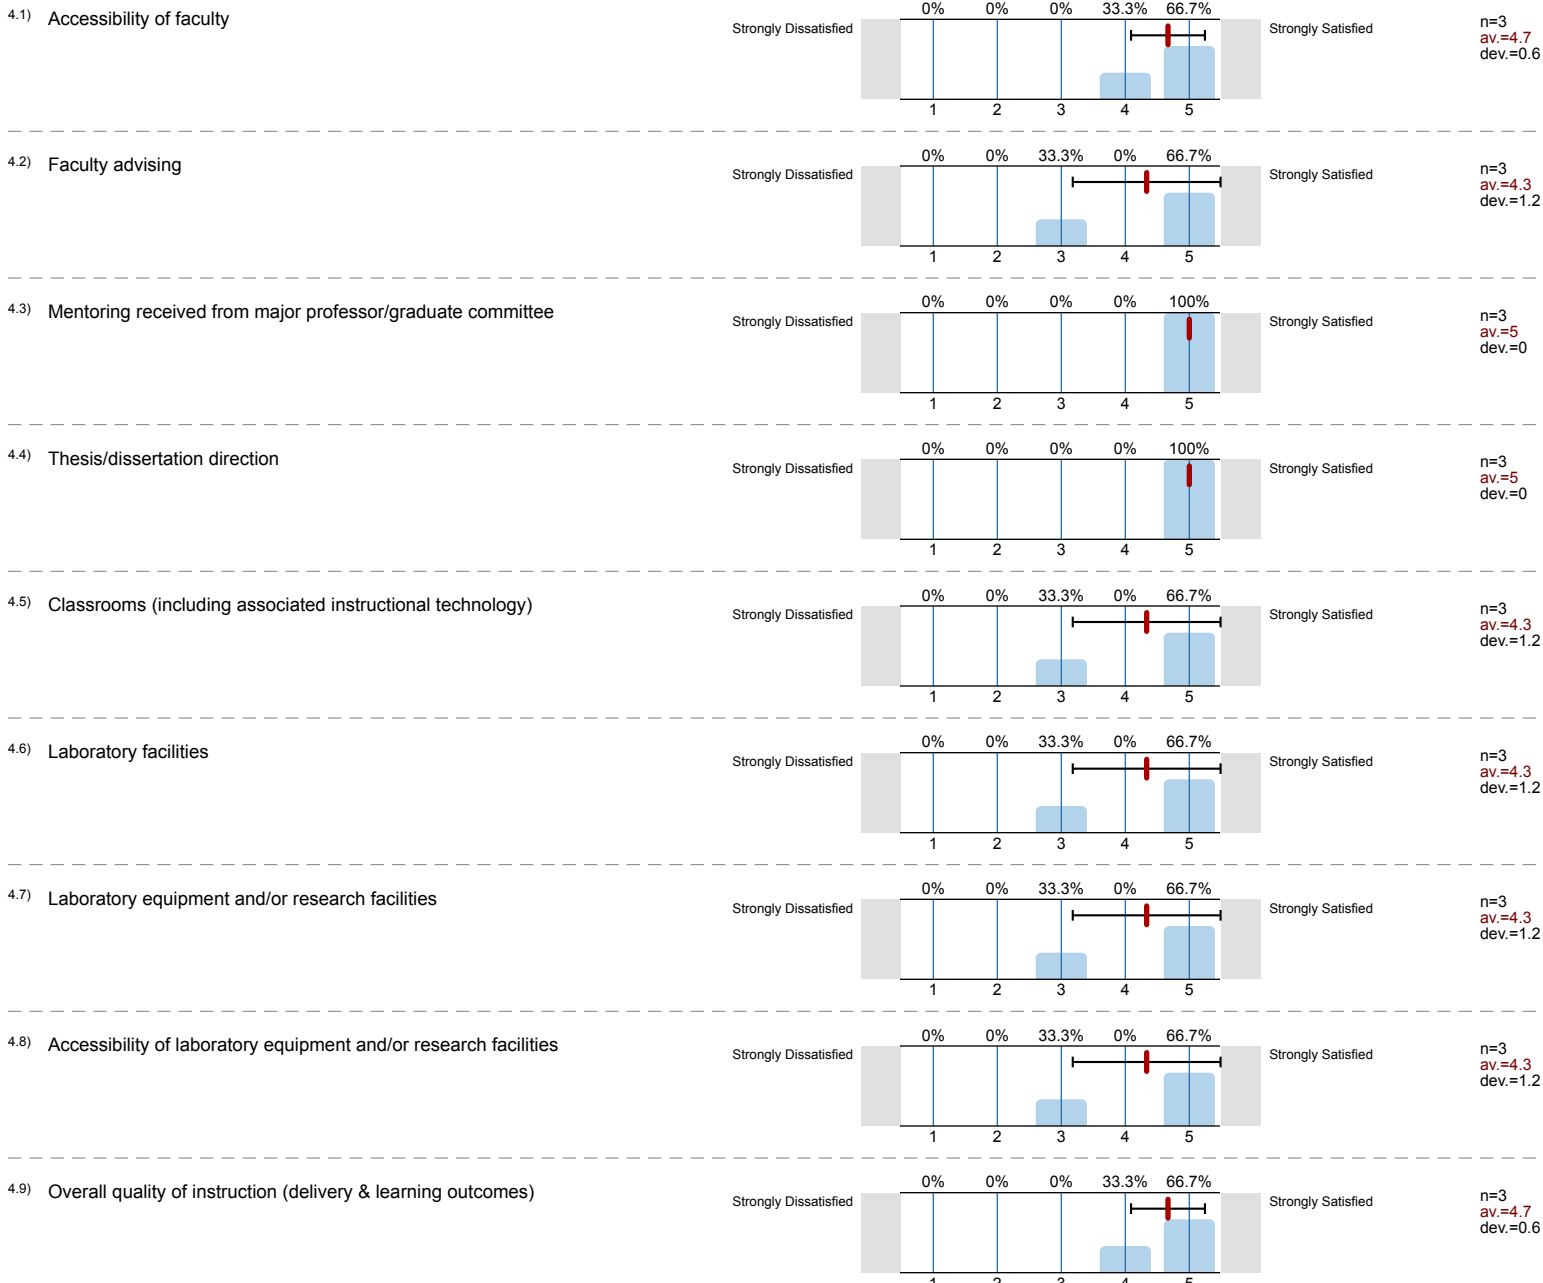 4.1) Accessibility of faculty
0% 0% 0% 33.3% 66.7%
Strongly Dissatisfied Strongly Satisfied
n=3
av.=4.7
dev.=0.6
1 2 3 4 5
4.2) Faculty advising
0% 0% 33.3% 0% 66.7%
Strongly Dissatisfied Strongly Satisfied
n=3
av.=4.3
dev.=1.2
1 2 3 4 5
4.3) Mentoring received from major professor/graduate committee
0% 0% 0% 0% 100%
Strongly Dissatisfied Strongly Satisfied
n=3
av.=5
dev.=0
1 2 3 4 5
4.4) Thesis/dissertation direction
0% 0% 0% 0% 100%
Strongly Dissatisfied Strongly Satisfied
n=3
av.=5
dev.=0
1 2 3 4 5
4.5) Classrooms (including associated instructional technology)
0% 0% 33.3% 0% 66.7%
Strongly Dissatisfied Strongly Satisfied
n=3
av.=4.3
dev.=1.2
1 2 3 4 5
4.6) Laboratory facilities
0% 0% 33.3% 0% 66.7%
Strongly Dissatisfied Strongly Satisfied
n=3
av.=4.3
dev.=1.2
1 2 3 4 5
4.7) Laboratory equipment and/or research facilities
0% 0% 33.3% 0% 66.7%
Strongly Dissatisfied Strongly Satisfied
n=3
av.=4.3
dev.=1.2
1 2 3 4 5
4.8) Accessibility of laboratory equipment and/or research facilities
0% 0% 33.3% 0% 66.7%
Strongly Dissatisfied Strongly Satisfied
n=3
av.=4.3
dev.=1.2
1 2 3 4 5
4.9) Overall quality of instruction (delivery & learning outcomes)
0% 0% 0% 33.3% 66.7%
Strongly Dissatisfied Strongly Satisfied
n=3
av.=4.7
dev.=0.6
1 2 3 4 5